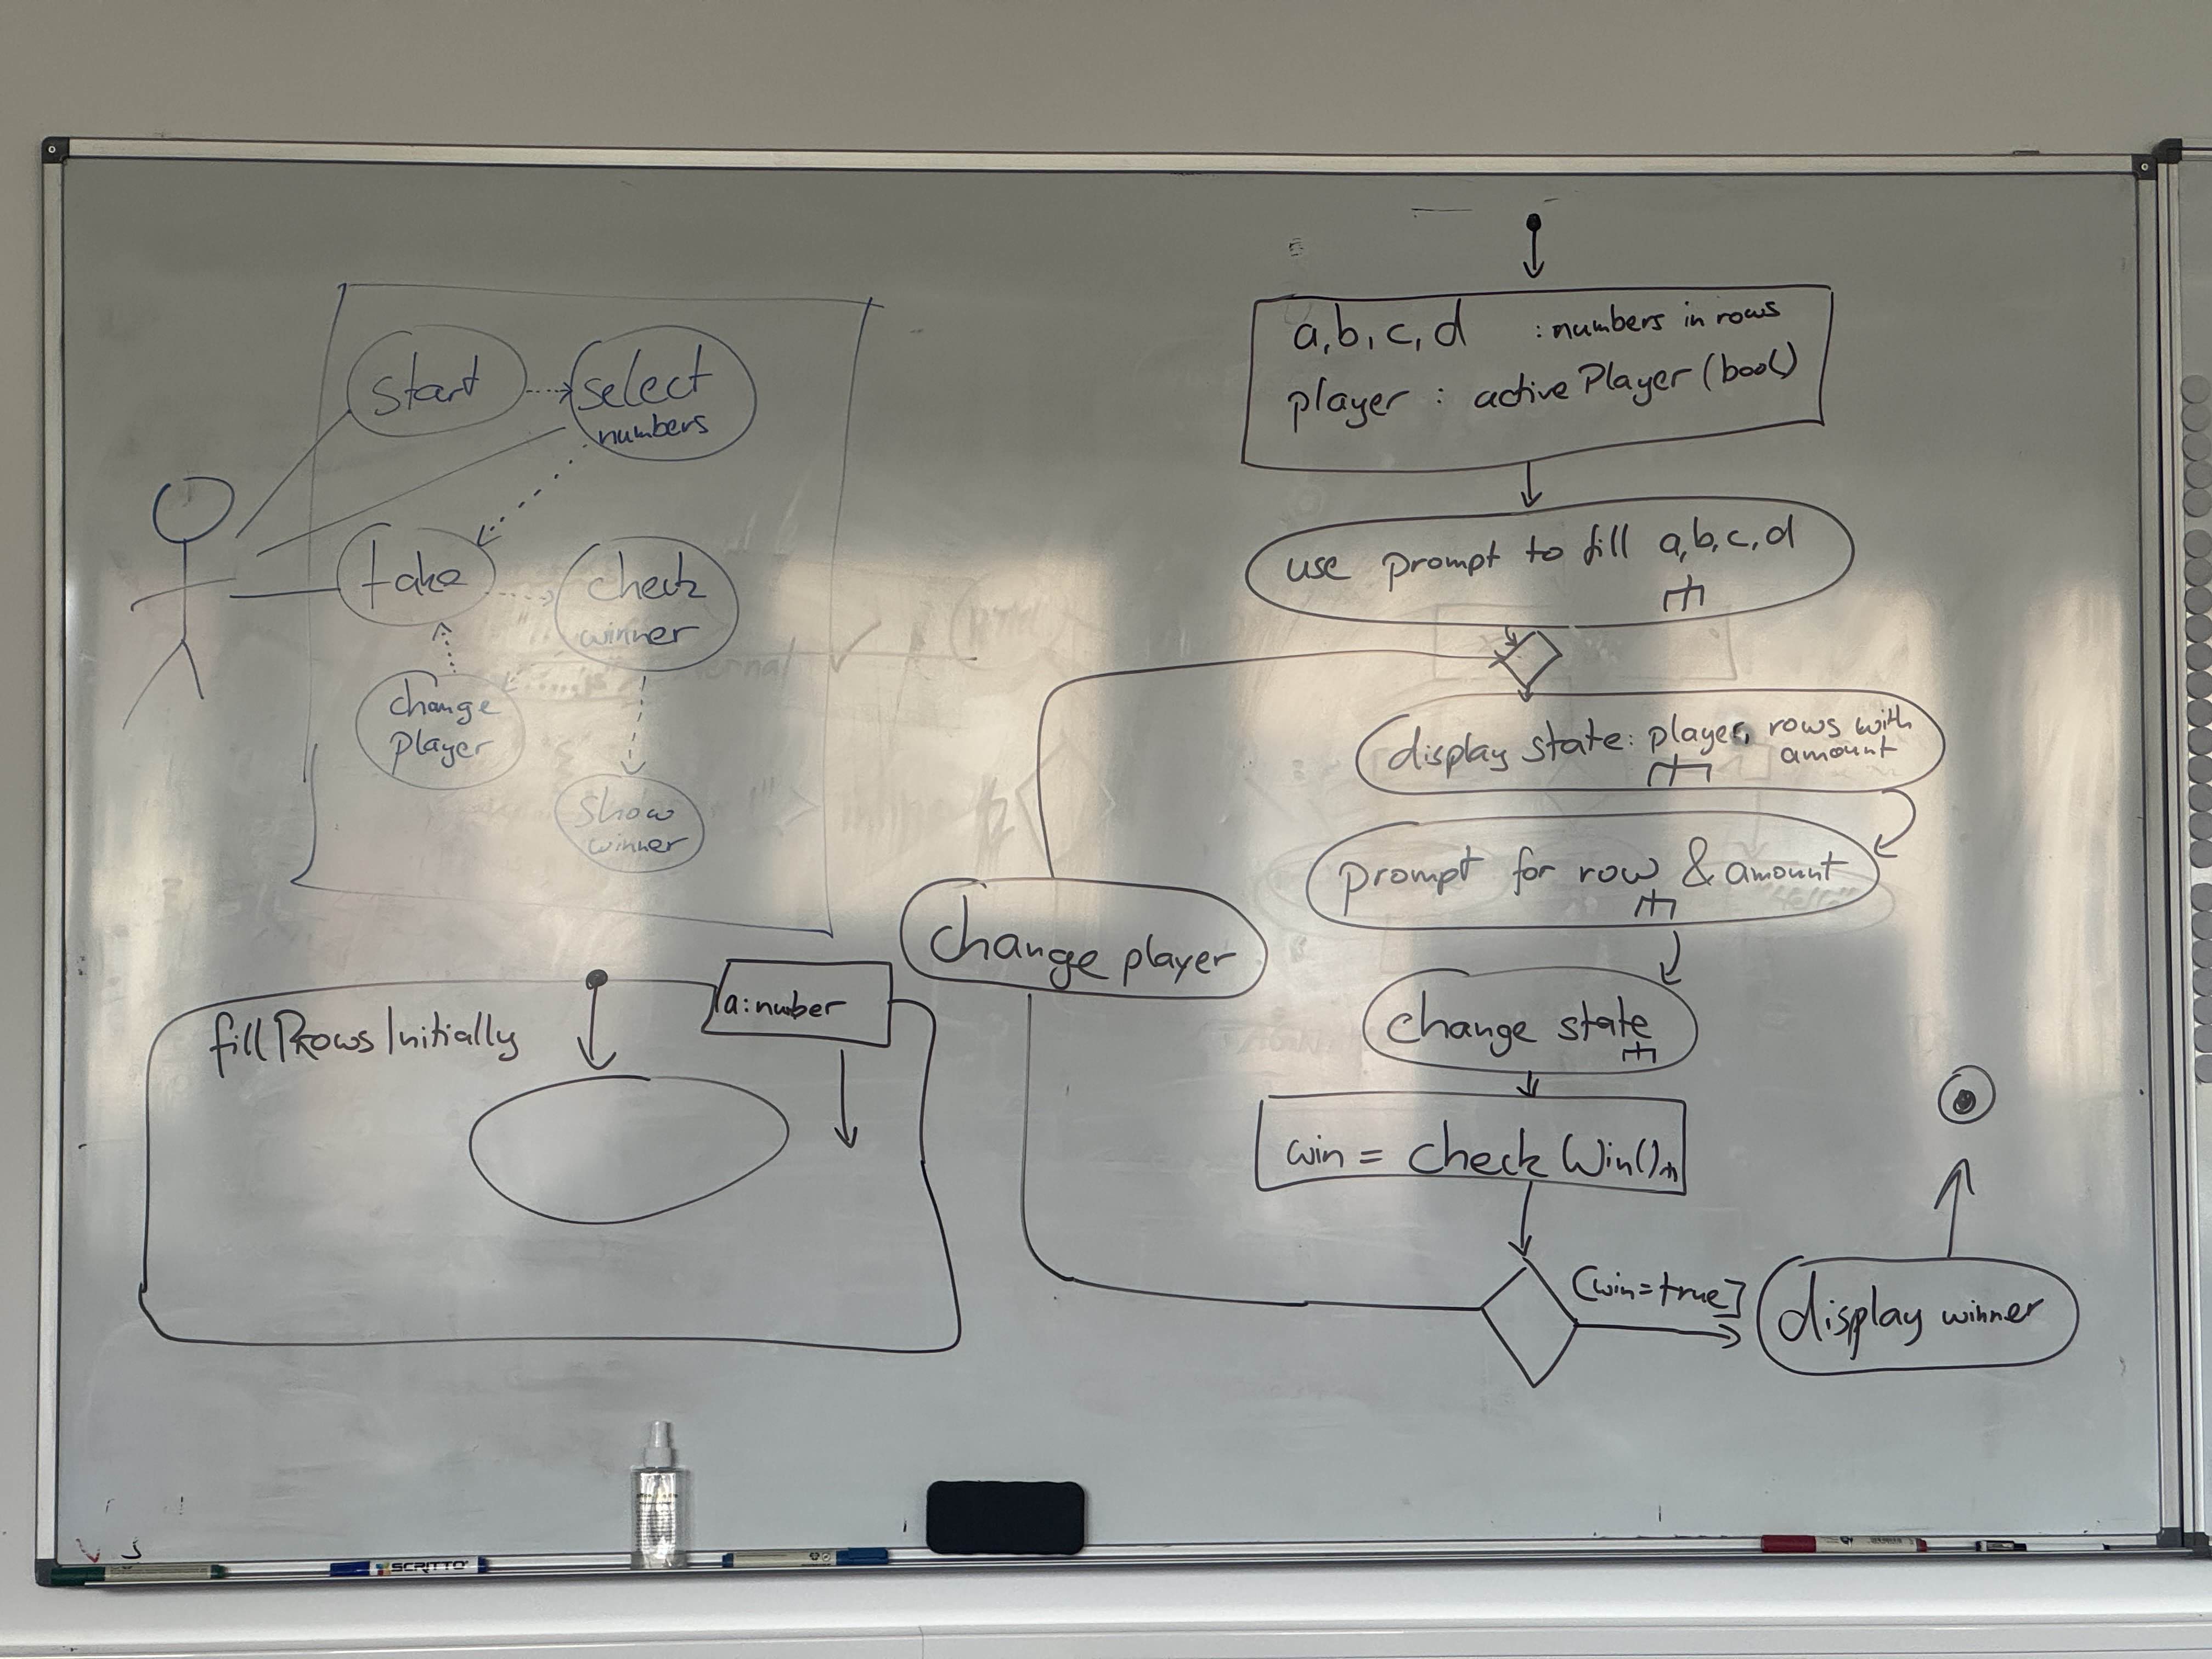 start
select
numbers
take
check
winner
change
player
show
winner
fillRowsInitially
a:number
a,b,c,d :numbers in rows
player : activePlayer (bool)
use prompt to fill a,b,c,d
display state: player, rows with
amount
prompt for row & amount
change player
change state
win = checkWin()
[win=true]
display winner
SCRITTO